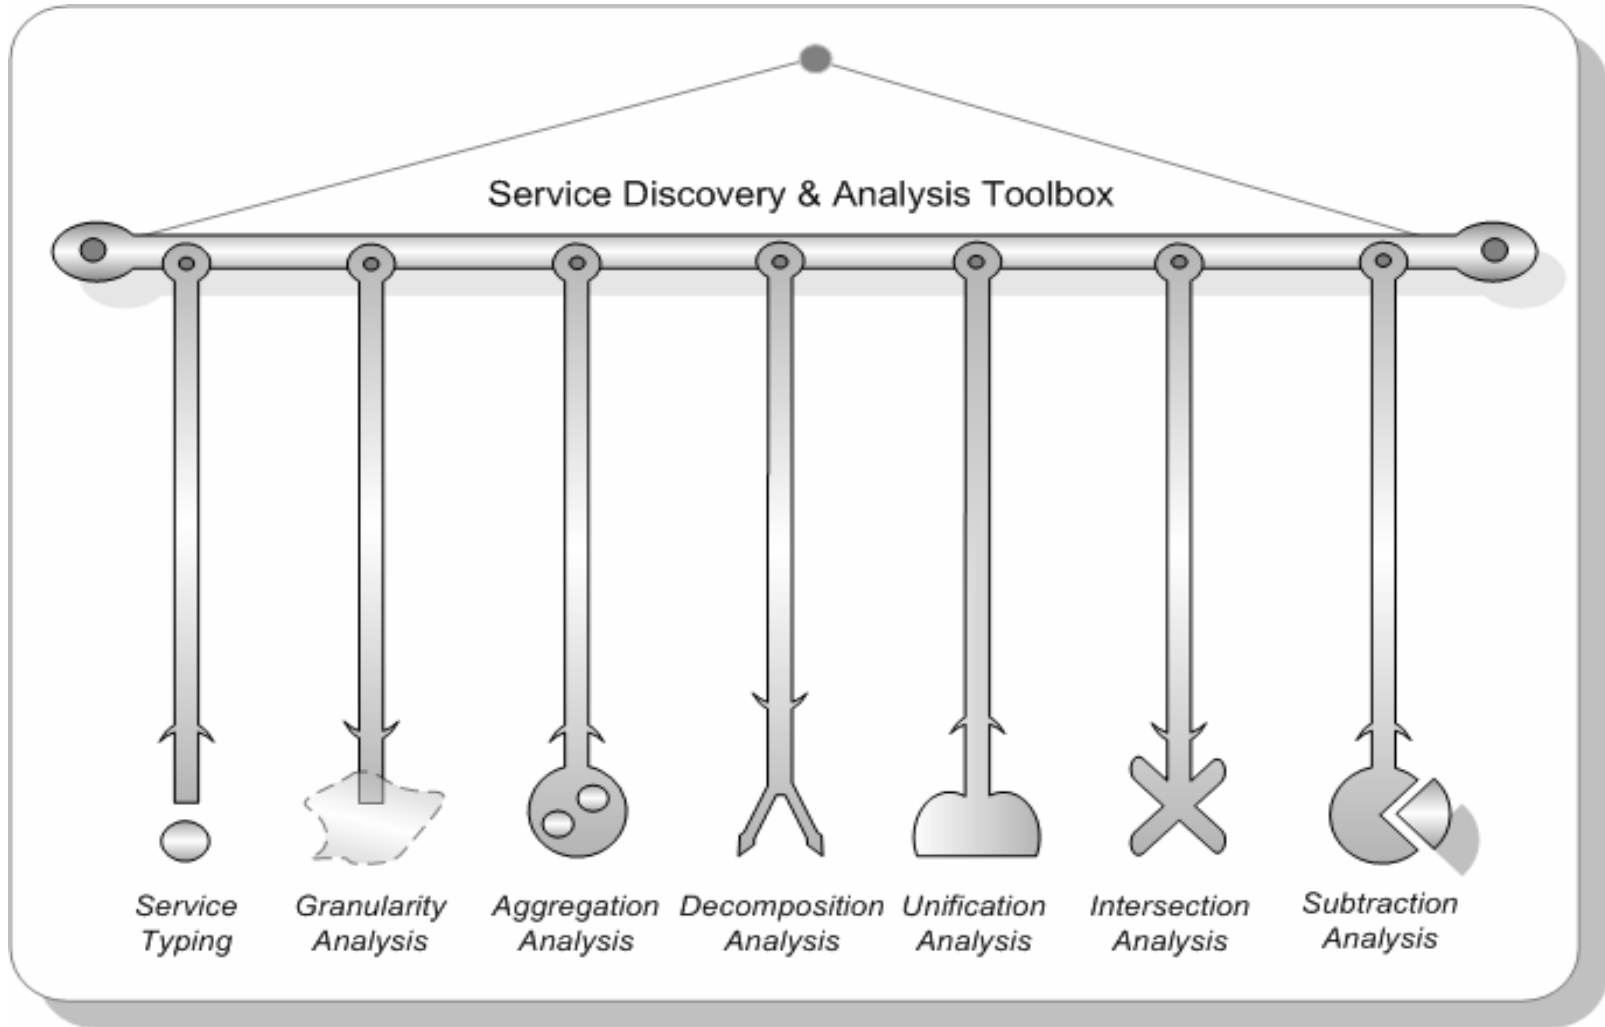 Service Discovery & Analysis Toolbox
Service
Typing
Granularity
Analysis
Aggregation
Analysis
Decomposition
Analysis
Unification
Analysis
Intersection
Analysis
Subtraction
Analysis